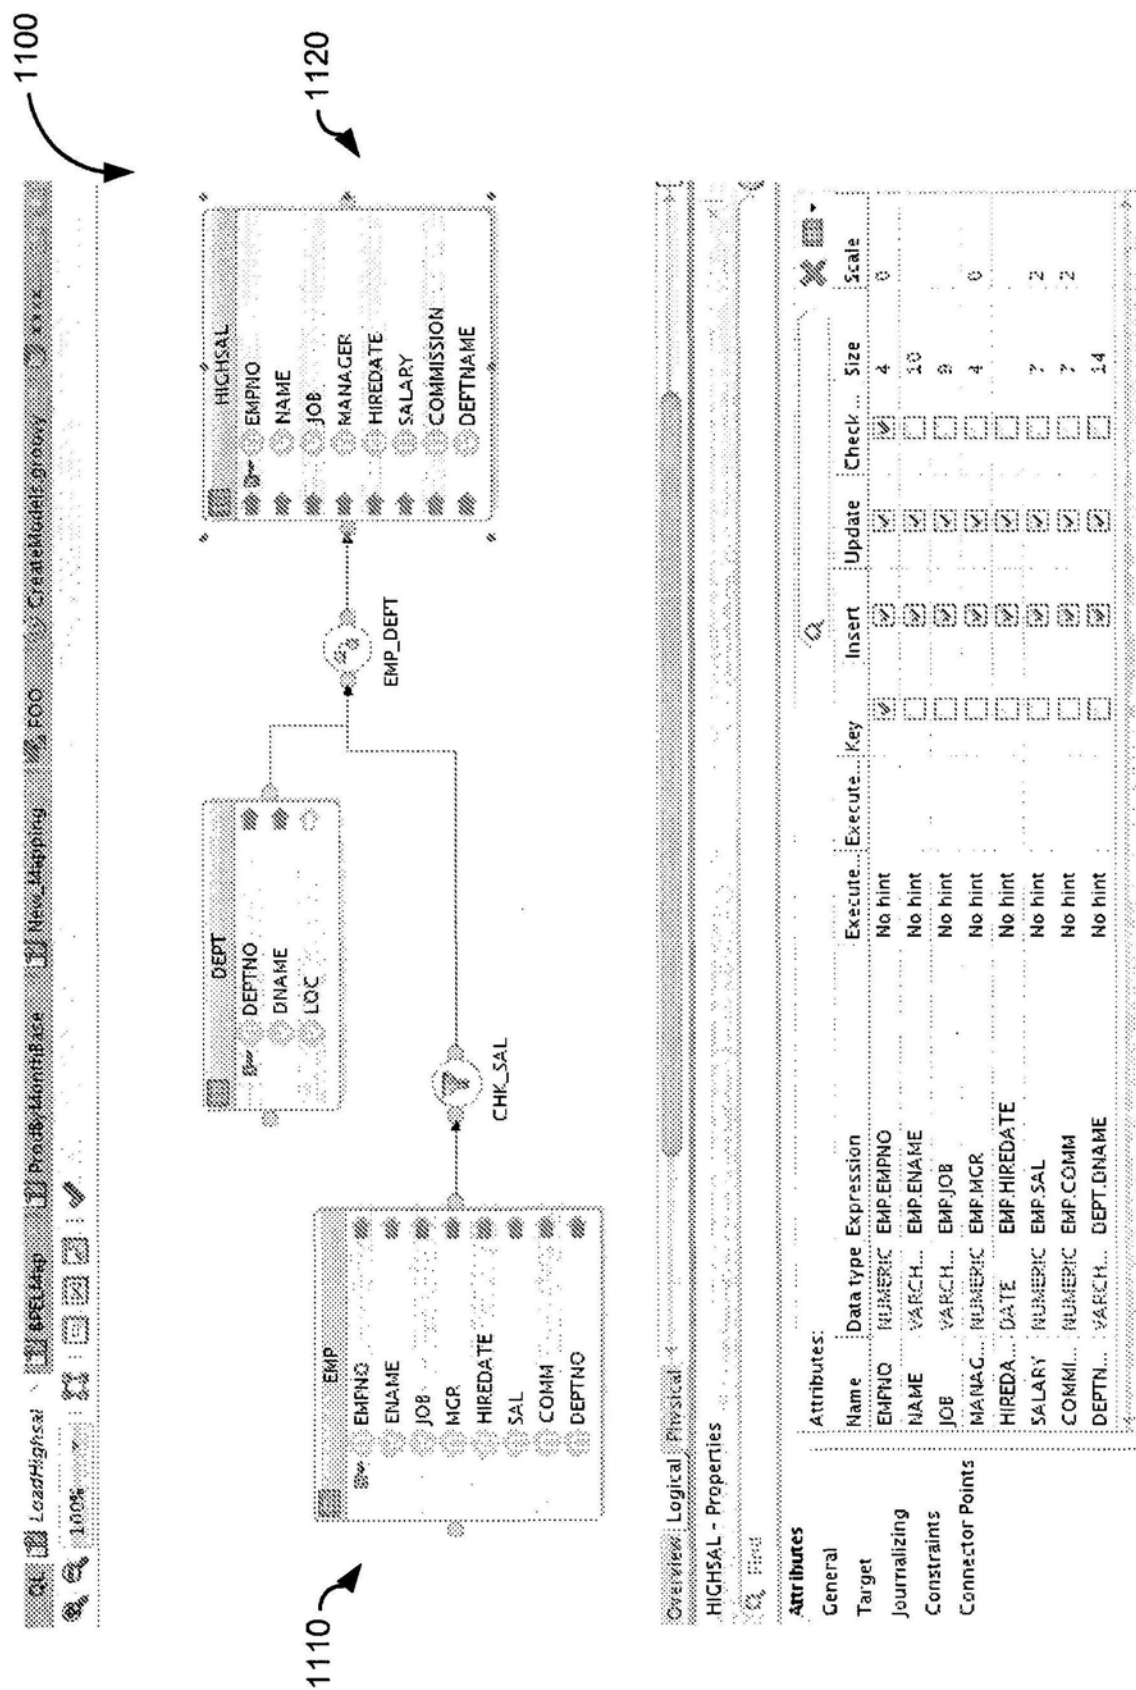 1100
LoadHighsal BPELMap ProdByMonthBase New_Mapping FOO CreateModels.groovy
100%
1110
1120
EMP
EMPNO
ENAME
JOB
MGR
HIREDATE
SAL
COMM
DEPTNO
DEPT
DEPTNO
DNAME
LOC
CHK_SAL
EMP_DEPT
HIGHSAL
EMPNO
NAME
JOB
MANAGER
HIREDATE
SALARY
COMMISSION
DEPTNAME
Overview Logical Physical
HIGHSAL - Properties
Find
Attributes
General
Target
Journalizing
Constraints
Connector Points
Attributes:
Name Data type Expression Execute... Execute... Key Insert Update Check ... Size Scale
EMPNO NUMERIC EMP.EMPNO No hint 4 0
NAME VARCH... EMP.ENAME No hint 10
JOB VARCH... EMP.JOB No hint 9
MANAG... NUMERIC EMP.MGR No hint 4 0
HIREDA... DATE EMP.HIREDATE No hint
SALARY NUMERIC EMP.SAL No hint 7 2
COMMI... NUMERIC EMP.COMM No hint 7 2
DEPTN... VARCH... DEPT.DNAME No hint 14